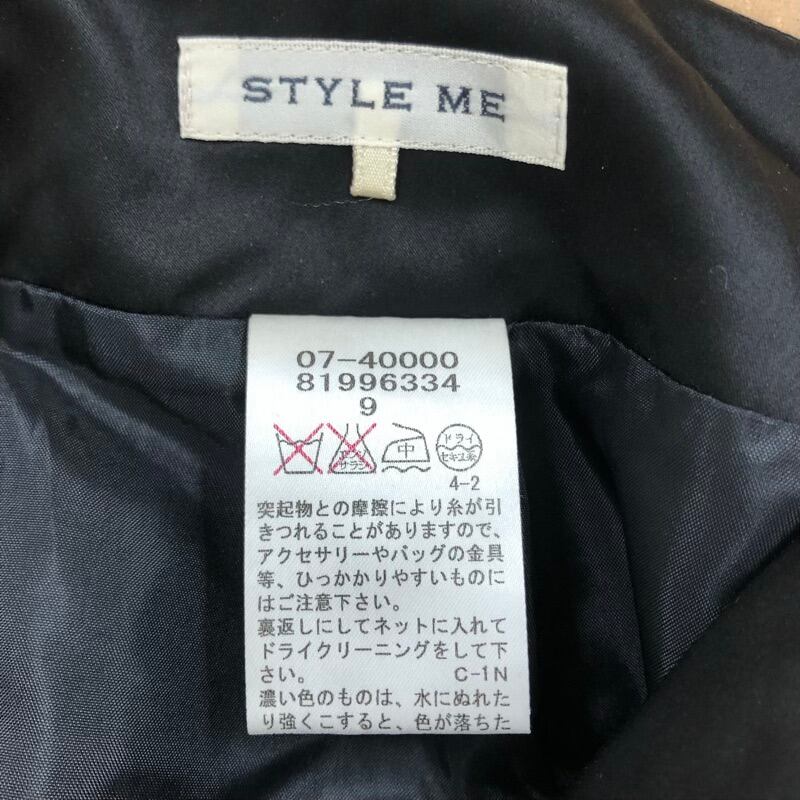 STYLE ME
07-40000
81996334
9
エンソ
サラシ
中
ドライ
セキユ系
4-2
突起物との摩擦により糸が引
きつれることがありますので、
アクセサリーやバッグの金具
等、ひっかかりやすいものに
はご注意下さい。
裏返しにしてネットに入れて
ドライクリーニングをして下
さい。 C-1N
濃い色のものは、水にぬれた
り強くこすると、色が落ちた